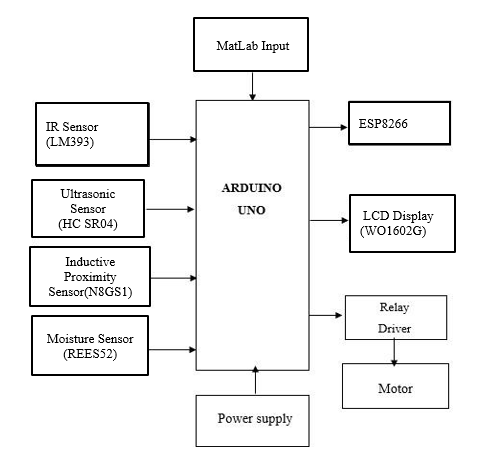 MatLab Input
IR Sensor
(LM393)
Ultrasonic
Sensor
(HC SR04)
Inductive
Proximity
Sensor(N8GS1)
Moisture Sensor
(REES52)
ARDUINO
UNO
ESP8266
LCD Display
(WO1602G)
Relay
Driver
Motor
Power supply